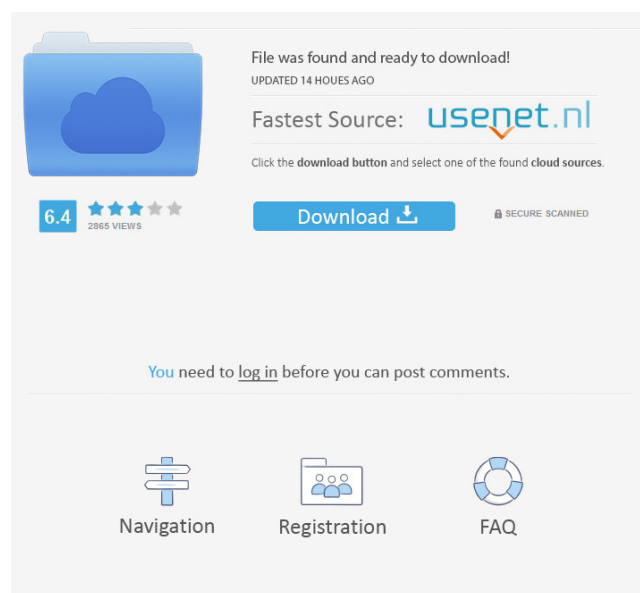 File was found and ready to download!
UPDATED 14 HOUES AGO
Fastest Source: usenet.nl
Click the download button and select one of the found cloud sources.
6.4
2865 VIEWS
Download
SECURE SCANNED
You need to log in before you can post comments.
Navigation
Registration
FAQ